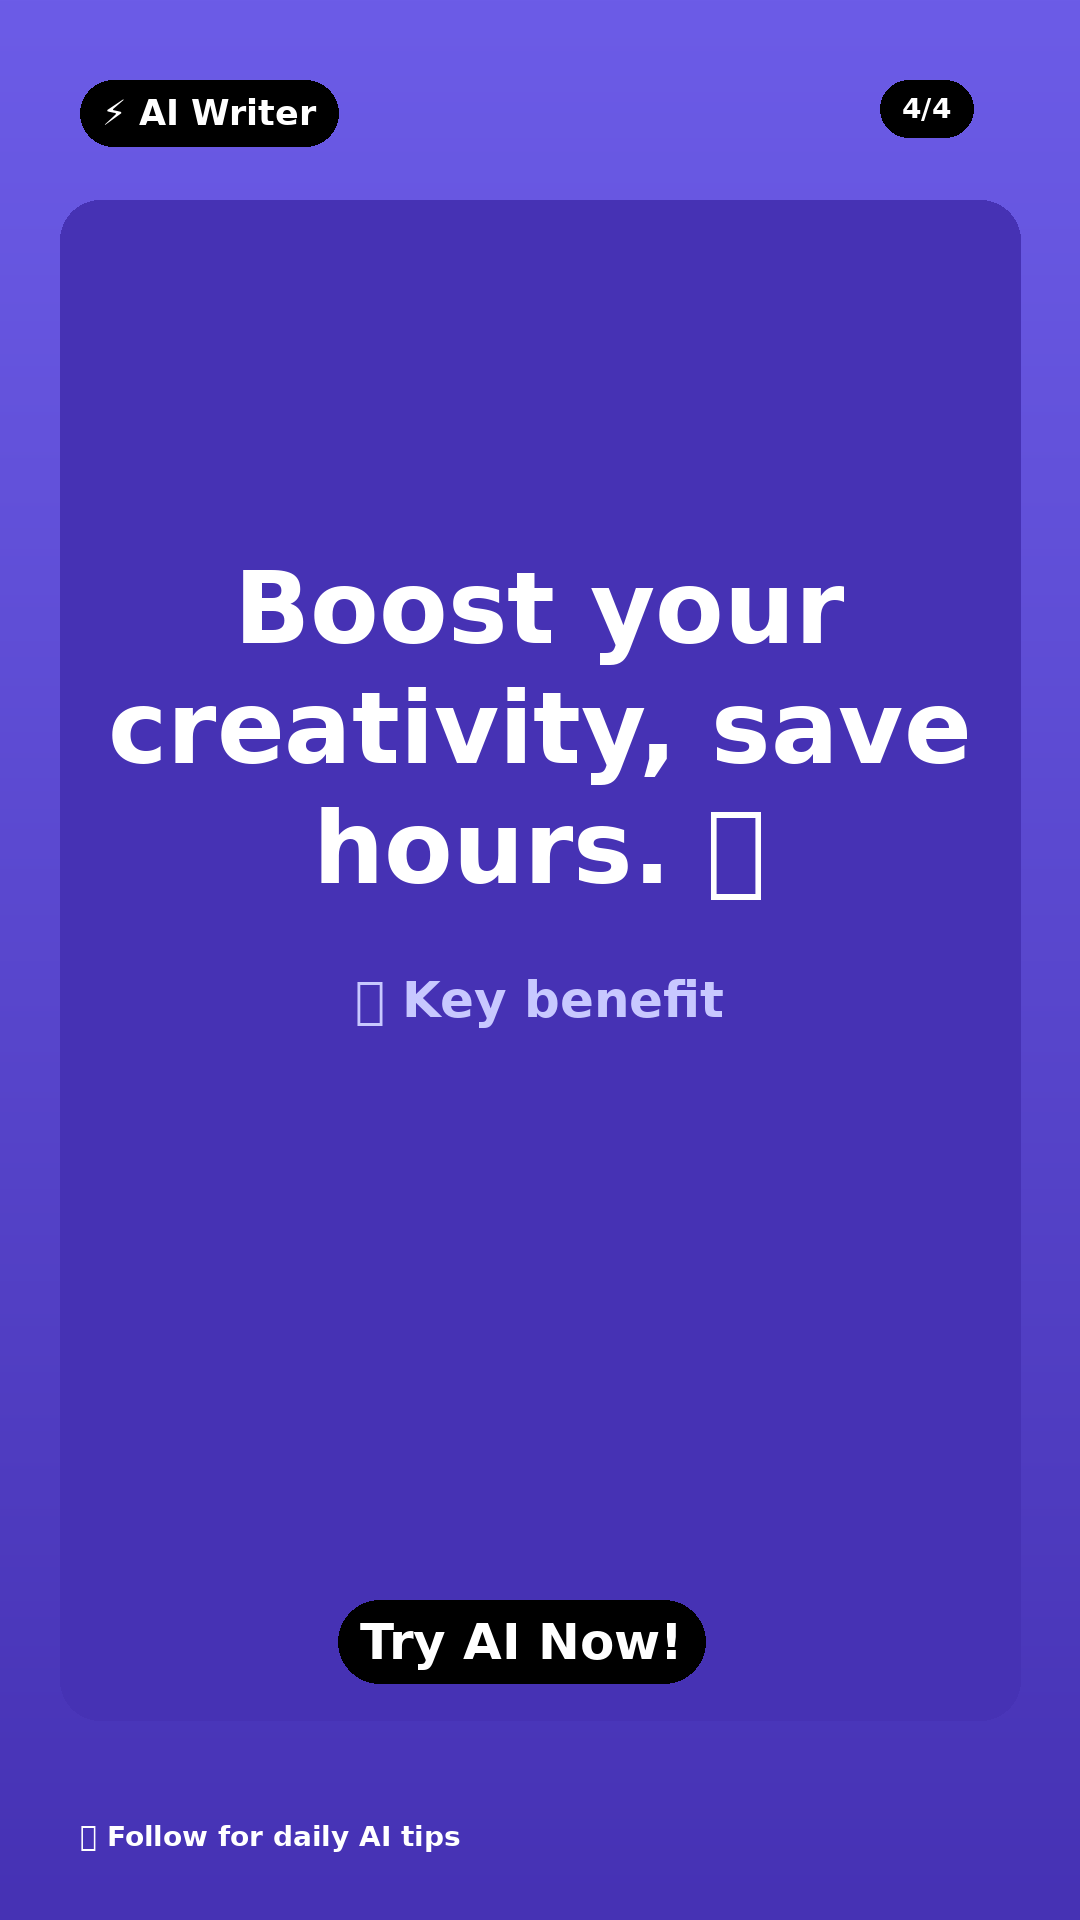 ⚡ AI Writer
4/4
Boost your
creativity, save
hours.
Key benefit
Try AI Now!
Follow for daily AI tips